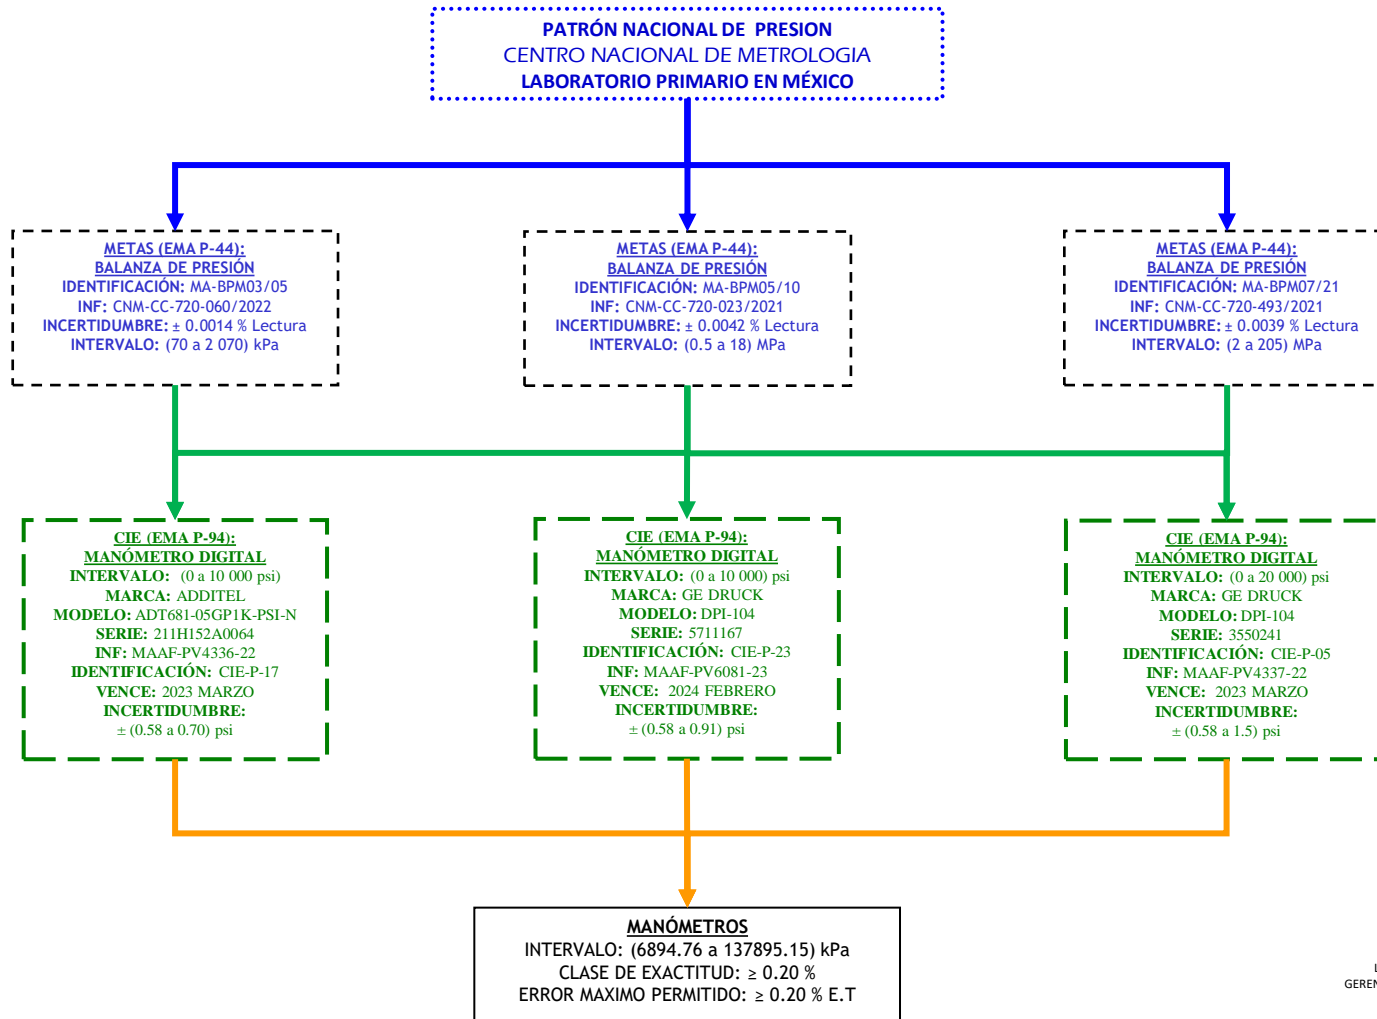 PATRÓN NACIONAL DE PRESION
CENTRO NACIONAL DE METROLOGIA
LABORATORIO PRIMARIO EN MÉXICO
METAS (EMA P-44):
BALANZA DE PRESIÓN
IDENTIFICACIÓN: MA-BPM03/05
INF: CNM-CC-720-060/2022
INCERTIDUMBRE: ± 0.0014 % Lectura
INTERVALO: (70 a 2 070) kPa
METAS (EMA P-44):
BALANZA DE PRESIÓN
IDENTIFICACIÓN: MA-BPM05/10
INF: CNM-CC-720-023/2021
INCERTIDUMBRE: ± 0.0042 % Lectura
INTERVALO: (0.5 a 18) MPa
METAS (EMA P-44):
BALANZA DE PRESIÓN
IDENTIFICACIÓN: MA-BPM07/21
INF: CNM-CC-720-493/2021
INCERTIDUMBRE: ± 0.0039 % Lectura
INTERVALO: (2 a 205) MPa
CIE (EMA P-94):
MANÓMETRO DIGITAL
INTERVALO: (0 a 10 000 psi)
MARCA: ADDITEL
MODELO: ADT681-05GP1K-PSI-N
SERIE: 211H152A0064
INF: MAAF-PV4336-22
IDENTIFICACIÓN: CIE-P-17
VENCE: 2023 MARZO
INCERTIDUMBRE:
± (0.58 a 0.70) psi
CIE (EMA P-94):
MANÓMETRO DIGITAL
INTERVALO: (0 a 10 000) psi
MARCA: GE DRUCK
MODELO: DPI-104
SERIE: 5711167
IDENTIFICACIÓN: CIE-P-23
INF: MAAF-PV6081-23
VENCE: 2024 FEBRERO
INCERTIDUMBRE:
± (0.58 a 0.91) psi
CIE (EMA P-94):
MANÓMETRO DIGITAL
INTERVALO: (0 a 20 000) psi
MARCA: GE DRUCK
MODELO: DPI-104
SERIE: 3550241
IDENTIFICACIÓN: CIE-P-05
INF: MAAF-PV4337-22
VENCE: 2023 MARZO
INCERTIDUMBRE:
± (0.58 a 1.5) psi
MANÓMETROS
INTERVALO: (6894.76 a 137895.15) kPa
CLASE DE EXACTITUD: ≥ 0.20 %
ERROR MAXIMO PERMITIDO: ≥ 0.20 % E.T
GEREN